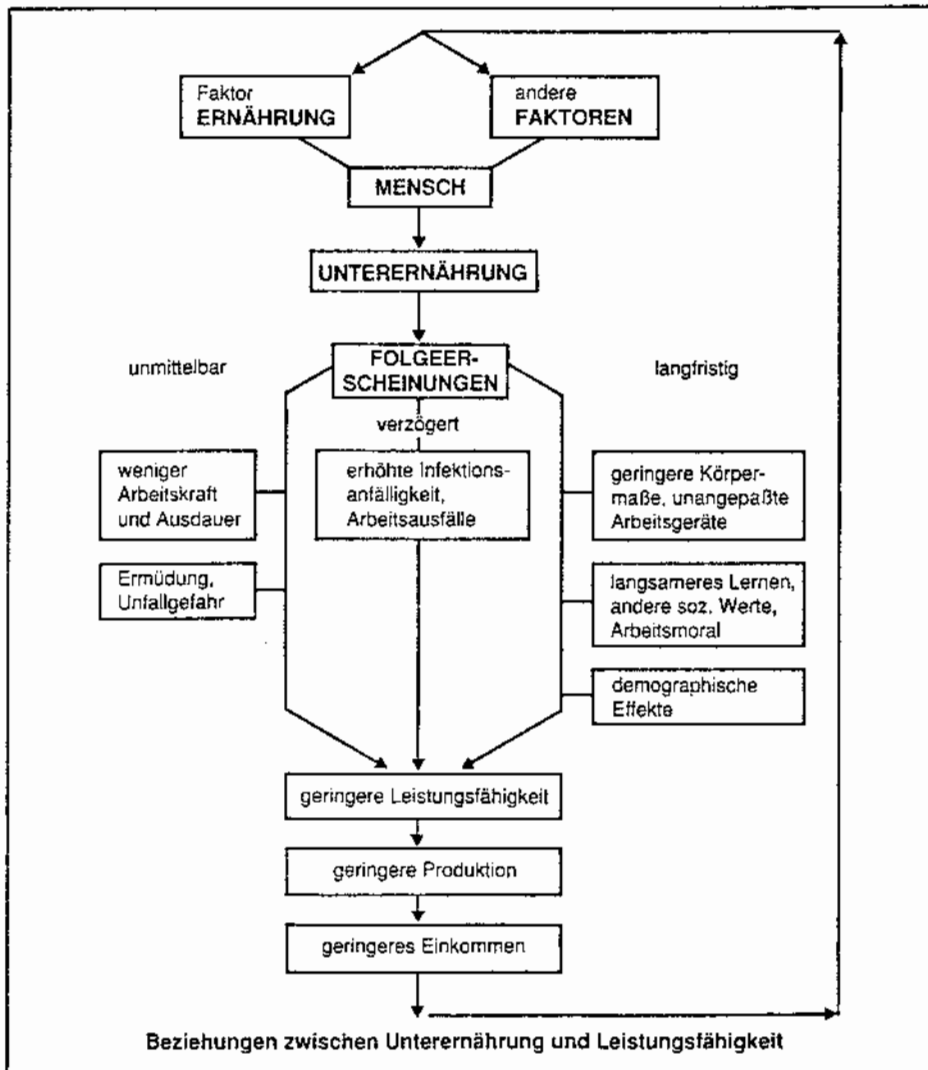 Faktor
ERNÄHRUNG
andere
FAKTOREN
MENSCH
UNTERERNÄHRUNG
FOLGEER-
SCHEINUNGEN
unmittelbar
verzögert
langfristig
weniger
Arbeitskraft
und Ausdauer
Ermüdung,
Unfallgefahr
erhöhte Infektions-
anfälligkeit,
Arbeitsausfälle
geringere Körper-
maße, unangepaßte
Arbeitsgeräte
langsameres Lernen,
andere soz. Werte,
Arbeitsmoral
demographische
Effekte
geringere Leistungsfähigkeit
geringere Produktion
geringeres Einkommen
Beziehungen zwischen Unterernährung und Leistungsfähigkeit